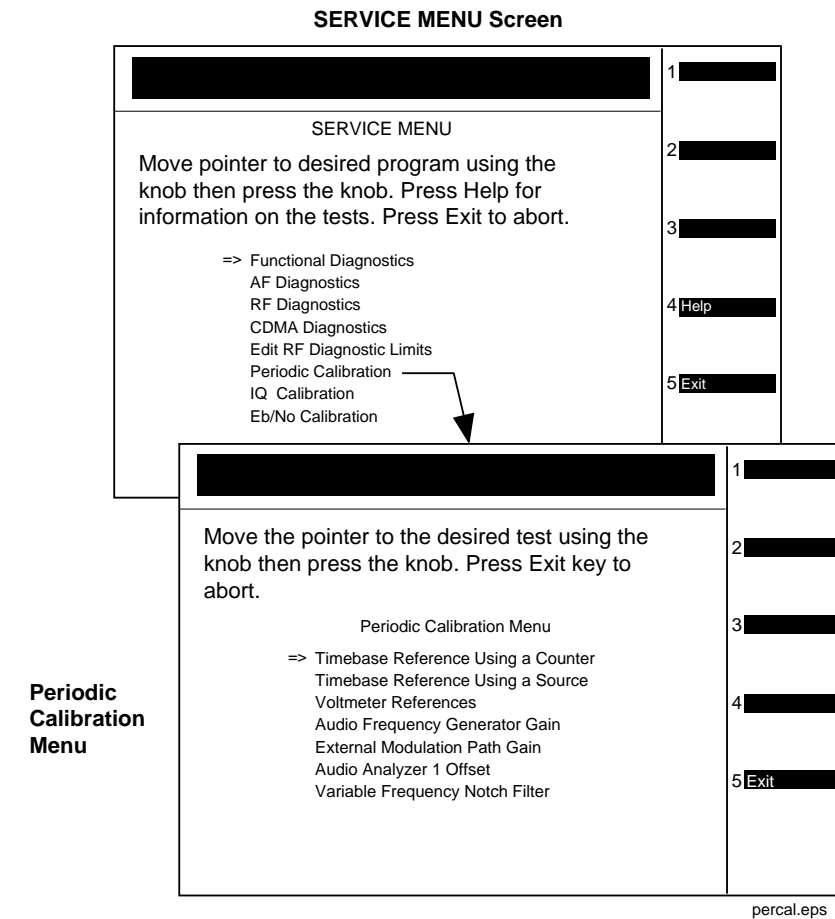 SERVICE MENU Screen
1
SERVICE MENU
2
Move pointer to desired program using the
knob then press the knob. Press Help for
information on the tests. Press Exit to abort.
3
=> Functional Diagnostics
AF Diagnostics
RF Diagnostics
4 Help
CDMA Diagnostics
Edit RF Diagnostic Limits
Periodic Calibration
5 Exit
IQ Calibration
Eb/No Calibration
1
Move the pointer to the desired test using the
knob then press the knob. Press Exit key to
abort.
2
Periodic Calibration Menu
3
=> Timebase Reference Using a Counter
Timebase Reference Using a Source
Voltmeter References
4
Audio Frequency Generator Gain
External Modulation Path Gain
Audio Analyzer 1 Offset
5 Exit
Variable Frequency Notch Filter
Periodic
Calibration
Menu
percal.eps